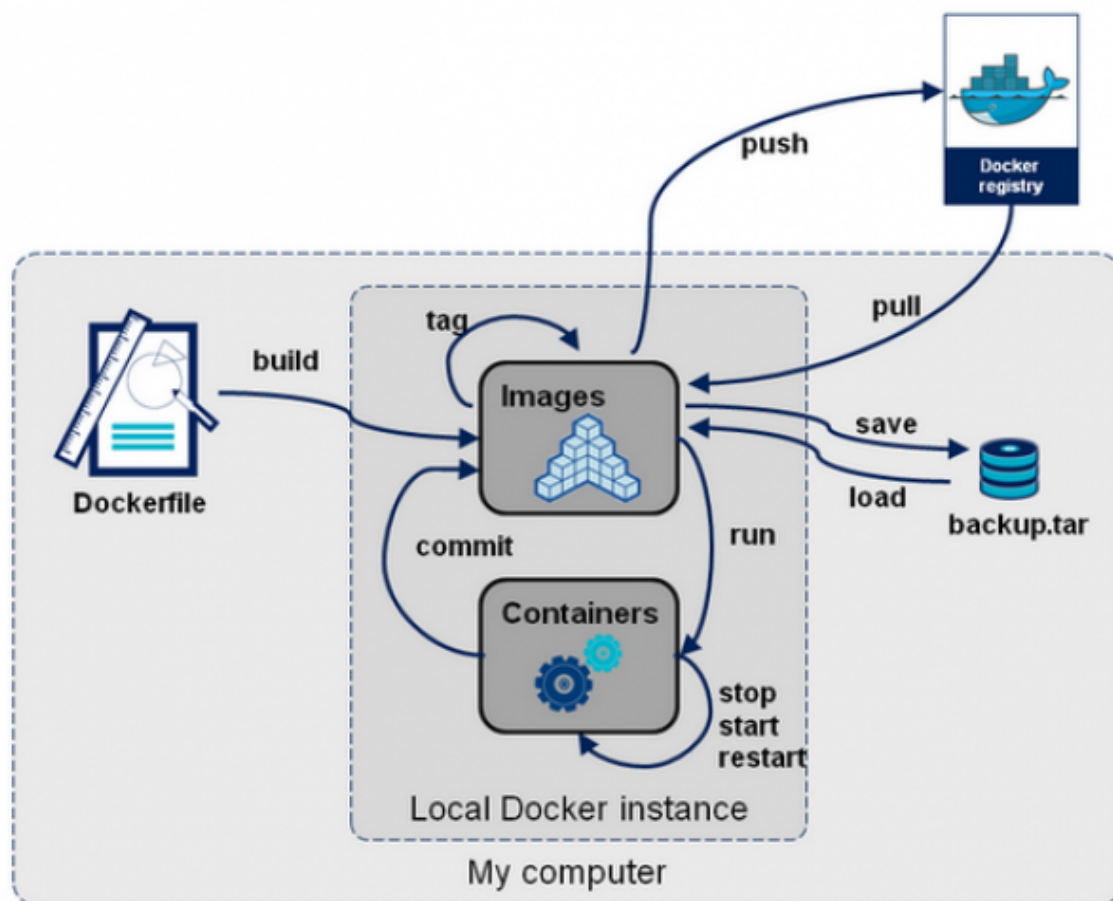 push
Docker
registry
pull
tag
build
Images
save
load
backup.tar
Dockerfile
commit
run
Containers
stop
start
restart
Local Docker instance
My computer